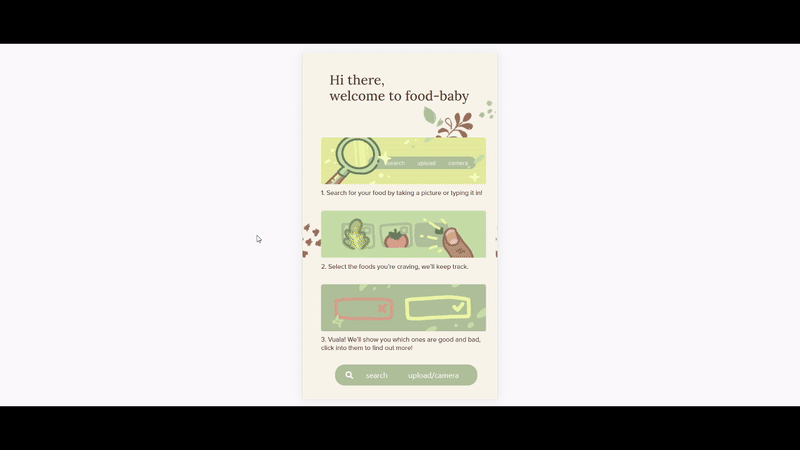 Hi there,
welcome to food-baby
search upload camera
1. Search for your food by taking a picture or typing it in!
2. Select the foods you're craving, we'll keep track.
3. Vuala! We'll show you which ones are good and bad,
click into them to find out more!
search upload/camera